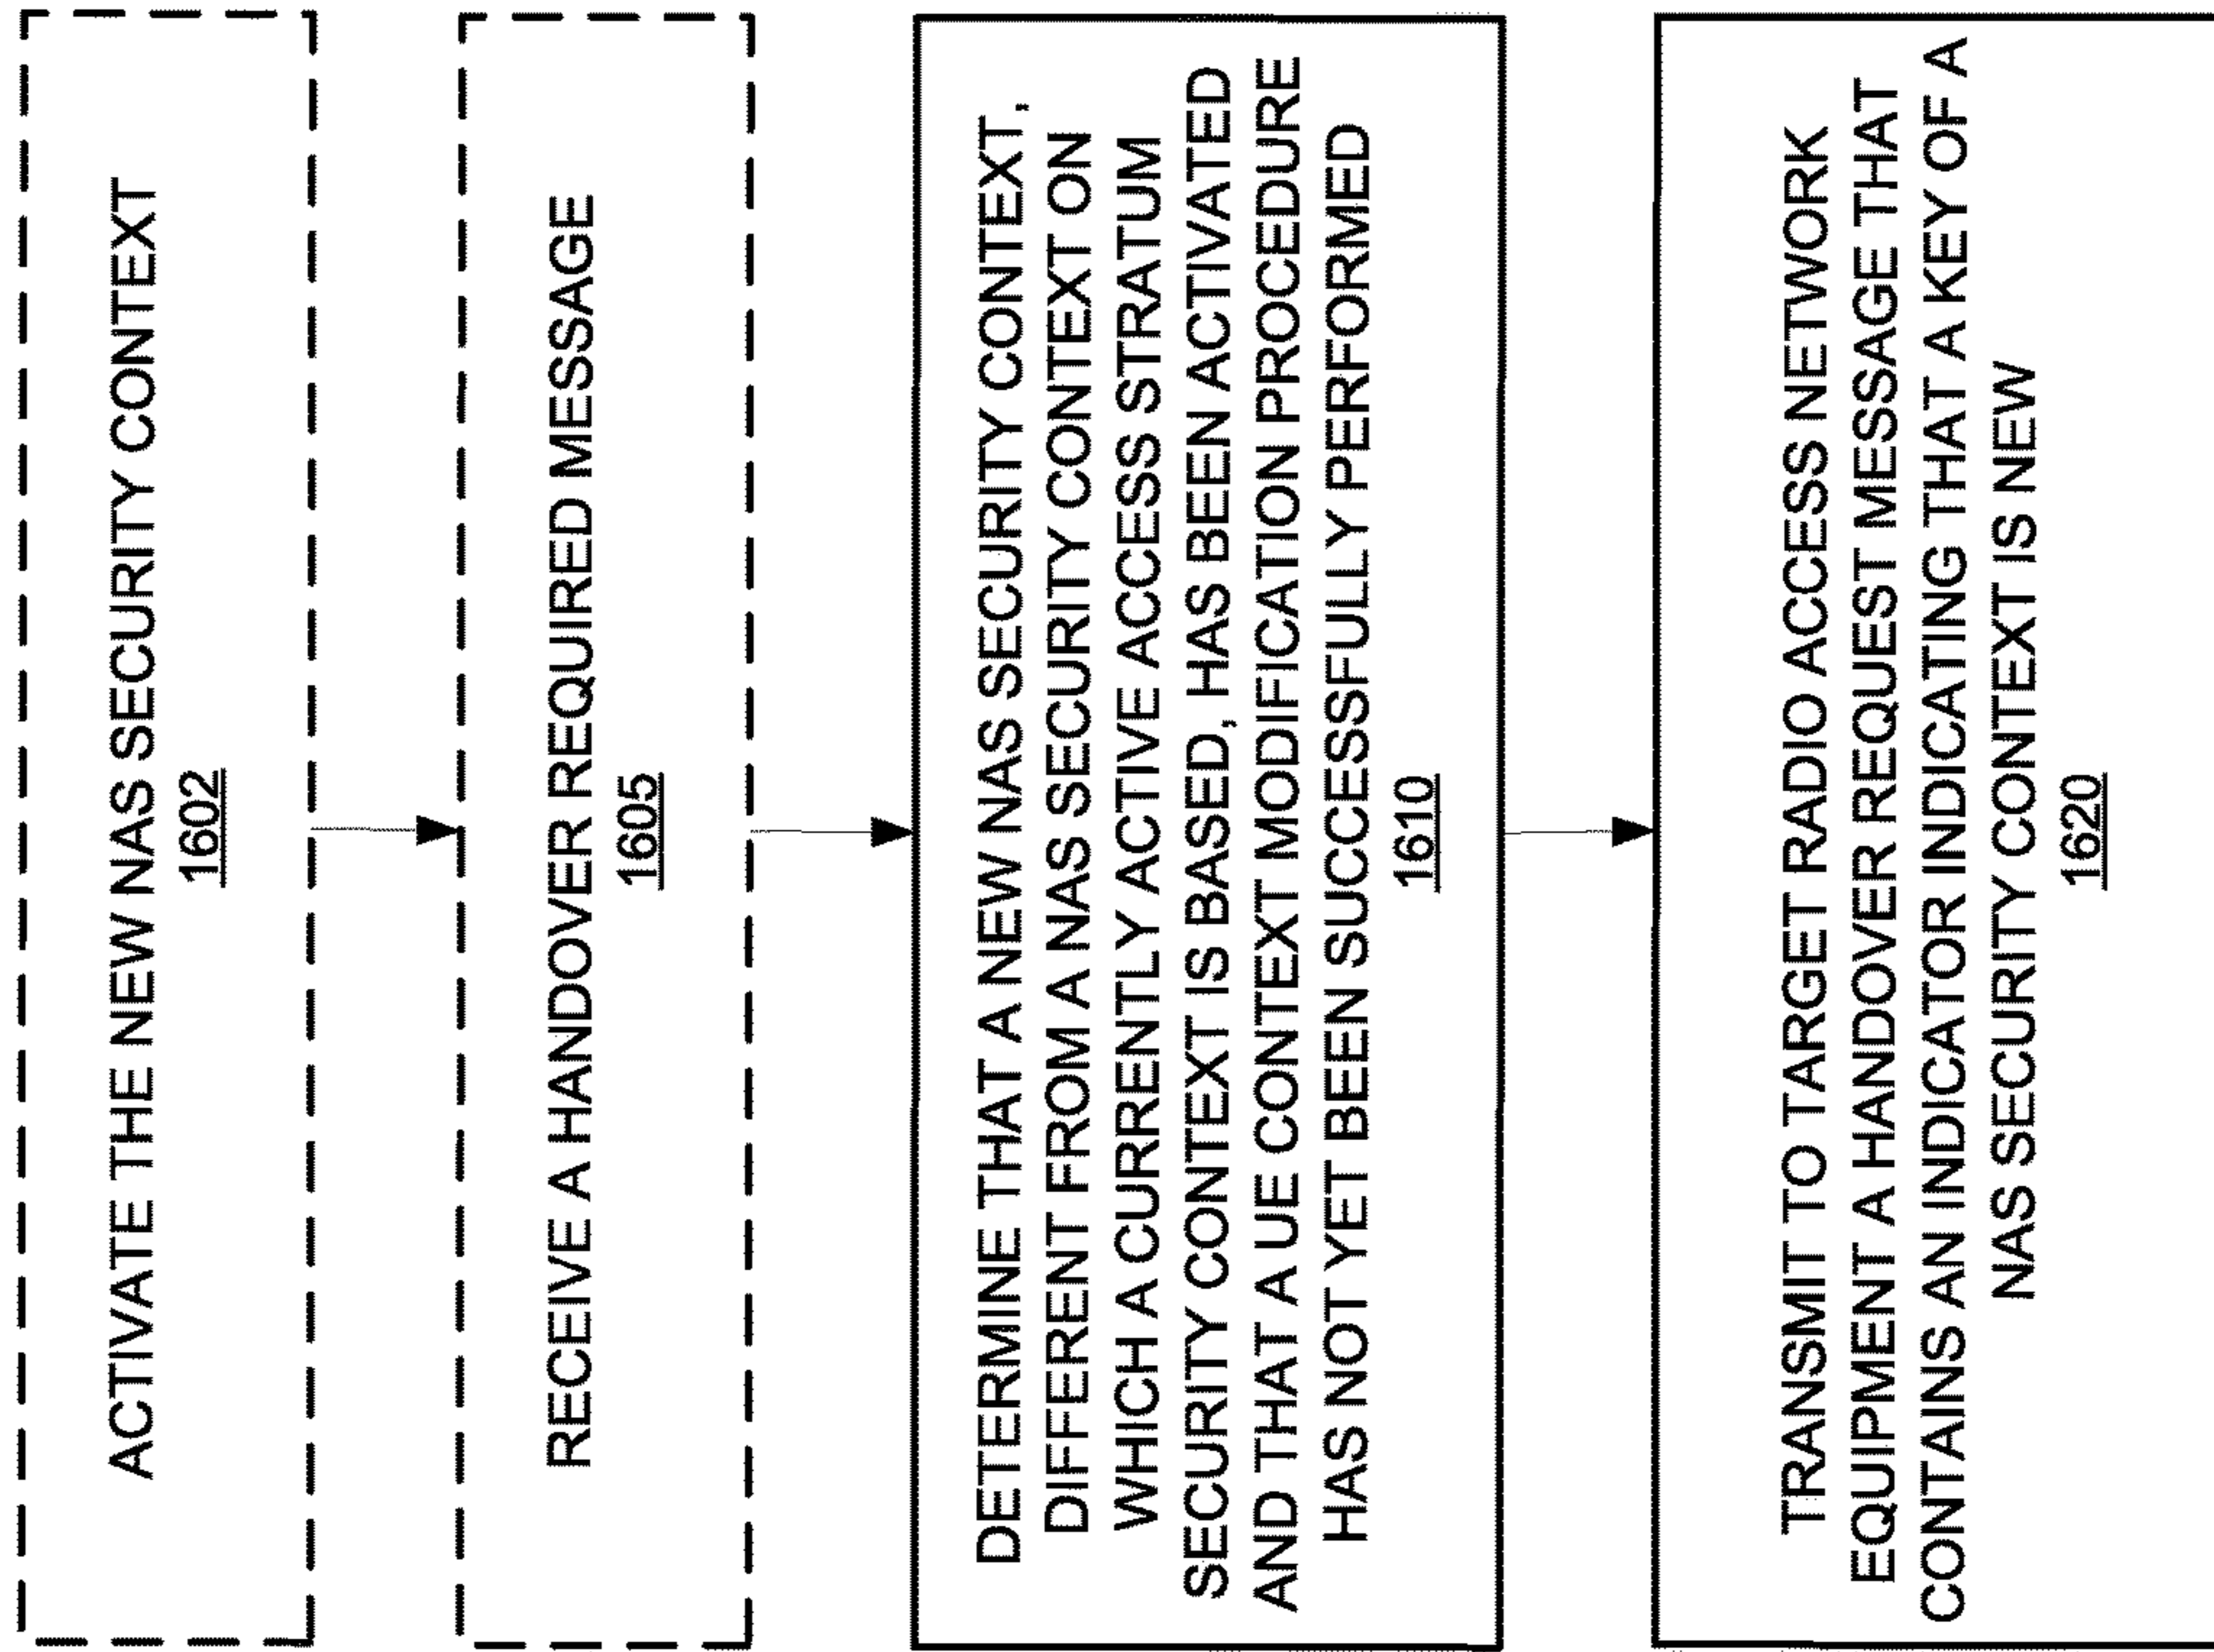 ACTIVATE THE NEW NAS SECURITY CONTEXT
1602
RECEIVE A HANDOVER REQUIRED MESSAGE
1605
DETERMINE THAT A NEW NAS SECURITY CONTEXT,
DIFFERENT FROM A NAS SECURITY CONTEXT ON
WHICH A CURRENTLY ACTIVE ACCESS STRATUM
SECURITY CONTEXT IS BASED, HAS BEEN ACTIVATED
AND THAT A UE CONTEXT MODIFICATION PROCEDURE
HAS NOT YET BEEN SUCCESSFULLY PERFORMED
1610
TRANSMIT TO TARGET RADIO ACCESS NETWORK
EQUIPMENT A HANDOVER REQUEST MESSAGE THAT
CONTAINS AN INDICATOR INDICATING THAT A KEY OF A
NAS SECURITY CONTEXT IS NEW
1620